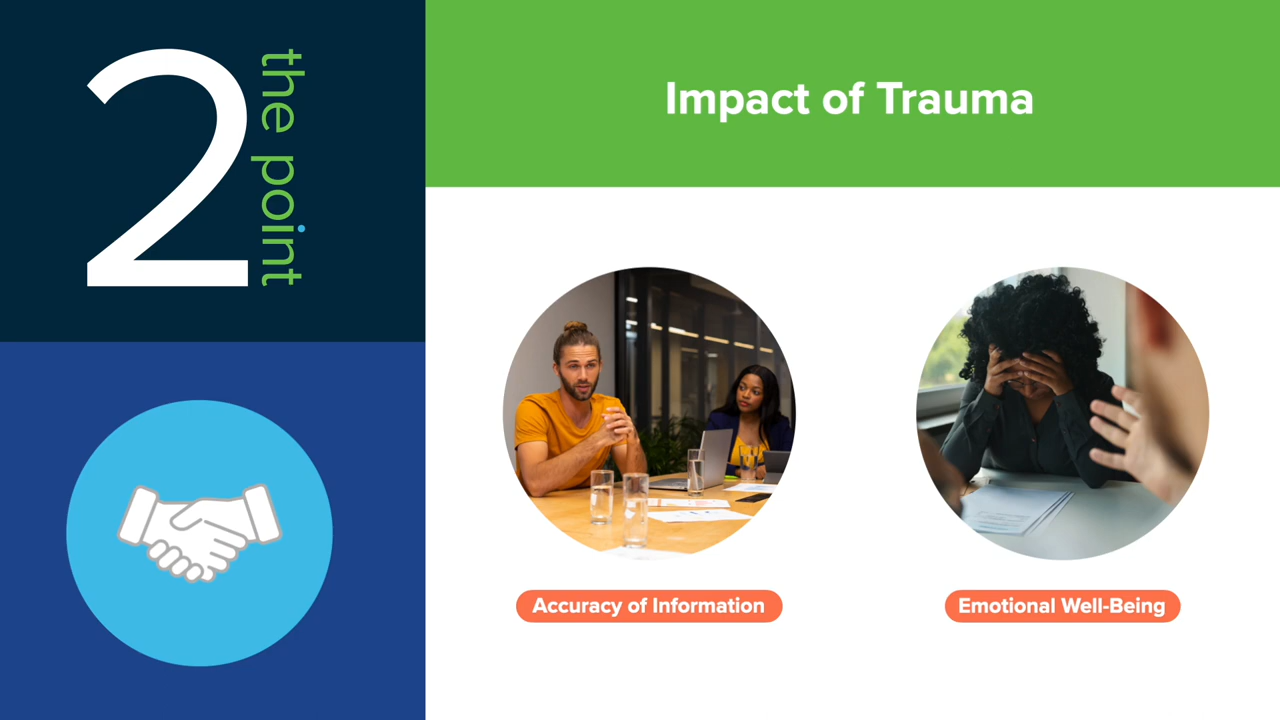 2
the point
Impact of Trauma
Accuracy of Information
Emotional Well-Being